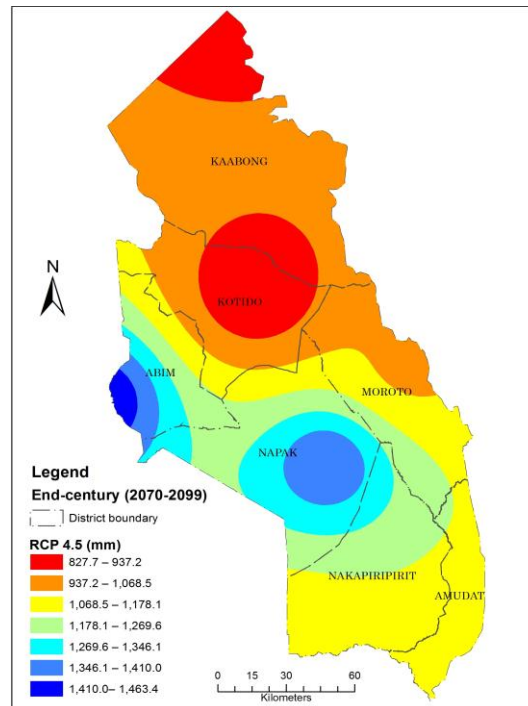 KAABONG
N
KOTIDO
ABIM
MOROTO
NAPAK
NAKAPIRIPIRIT
AMUDAT
Legend
End-century (2070-2099)
District boundary
RCP 4.5 (mm)
827.7 – 937.2
937.2 – 1,068.5
1,068.5 – 1,178.1
1,178.1 – 1,269.6
1,269.6 – 1,346.1
1,346.1 – 1,410.0
1,410.0– 1,463.4
0 15 30 60
Kilometers